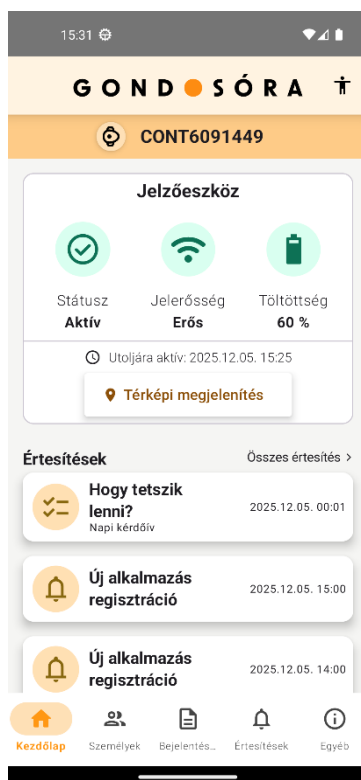 15:31
GONDOSÓRA
CONT6091449
Jelzőeszköz
Státusz Jelerősség Töltöttség
Aktív Erős 60 %
Utoljára aktív: 2025.12.05. 15:25
Térképi megjelenítés
Értesítések Összes értesítés >
Hogy tetszik
lenni?
Napi kérdőív
2025.12.05. 00:01
Új alkalmazás
regisztráció
2025.12.05. 15:00
Új alkalmazás
regisztráció
2025.12.05. 14:00
Kezdőlap Személyek Bejelentés... Értesítések Egyéb